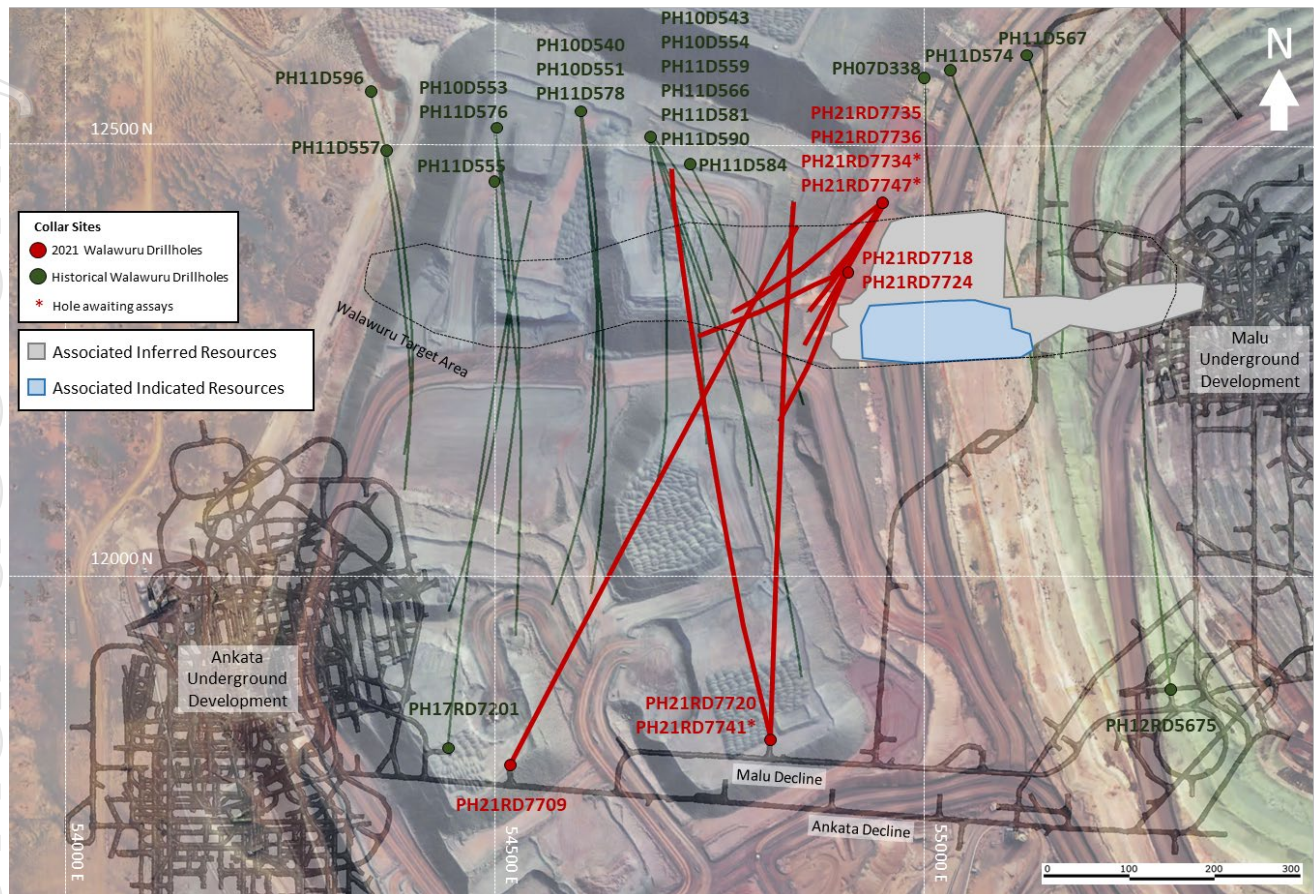 PH10D543
PH10D554
PH11D559
PH11D566
PH11D581
PH11D590
PH10D540
PH10D551
PH11D578
PH11D567
PH11D574
PH07D338
N
PH11D596
PH10D553
PH11D576
PH21RD7735
PH21RD7736
PH21RD7734*
PH21RD7747*
12500 N
PH11D557
PH11D555
PH11D584
Collar Sites
2021 Walawuru Drillholes
Historical Walawuru Drillholes
* Hole awaiting assays
Associated Inferred Resources
Associated Indicated Resources
PH21RD7718
PH21RD7724
Walawuru Target Area
Malu
Underground
Development
12000 N
Ankata
Underground
Development
PH17RD7201
PH21RD7720
PH21RD7741*
PH12RD5675
Malu Decline
PH21RD7709
Ankata Decline
54000 E
54500 E
55000 E
0 100 200 300